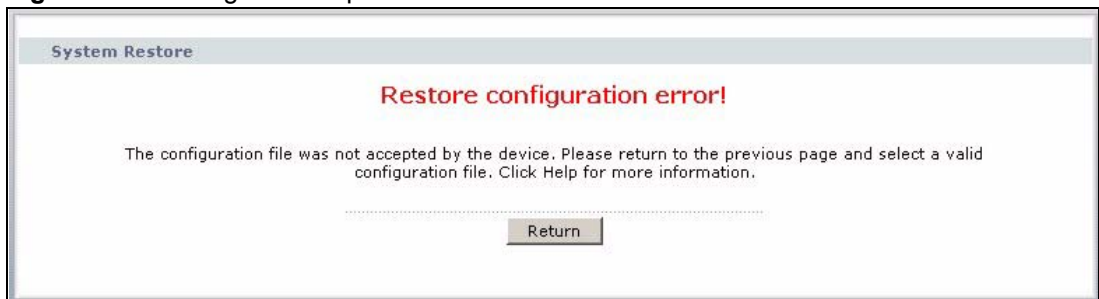 System Restore
Restore configuration error!
The configuration file was not accepted by the device. Please return to the previous page and select a valid
configuration file. Click Help for more information.
Return